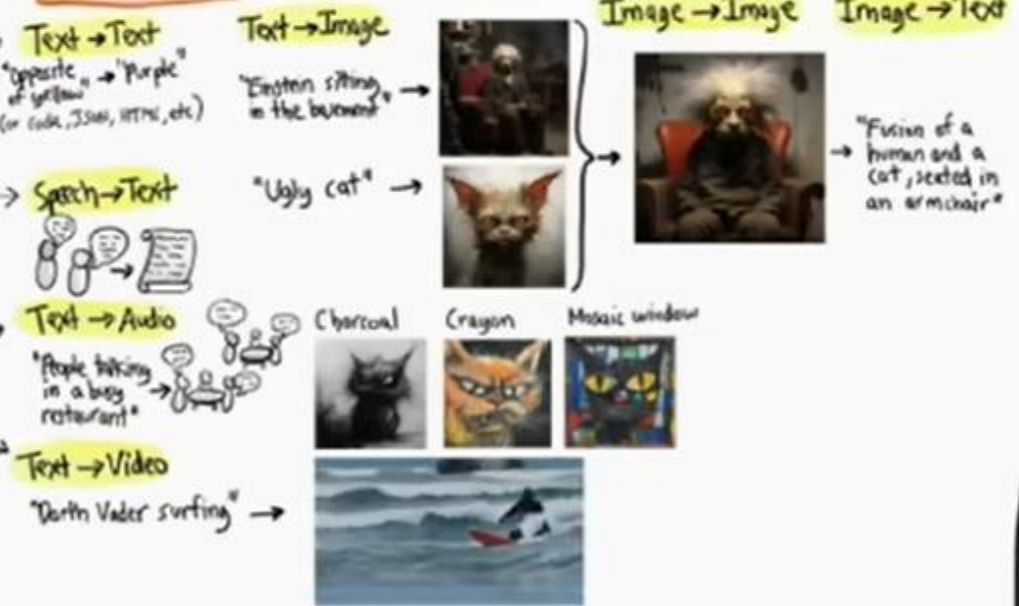 Text → Text
"Opposite
of yellow" → "Purple"
(or code, JSON, HTML, etc)
Text → Image
"Einstein sitting
in the basement" →
"Ugly cat" →
Image → Image
Image → Text
"Fusion of a
human and a
cat, seated in
an armchair"
Speech → Text
Text → Audio
"People talking
in a busy
restaurant"
Charcoal
Crayon
Mosaic window
Text → Video
"Darth Vader surfing" →